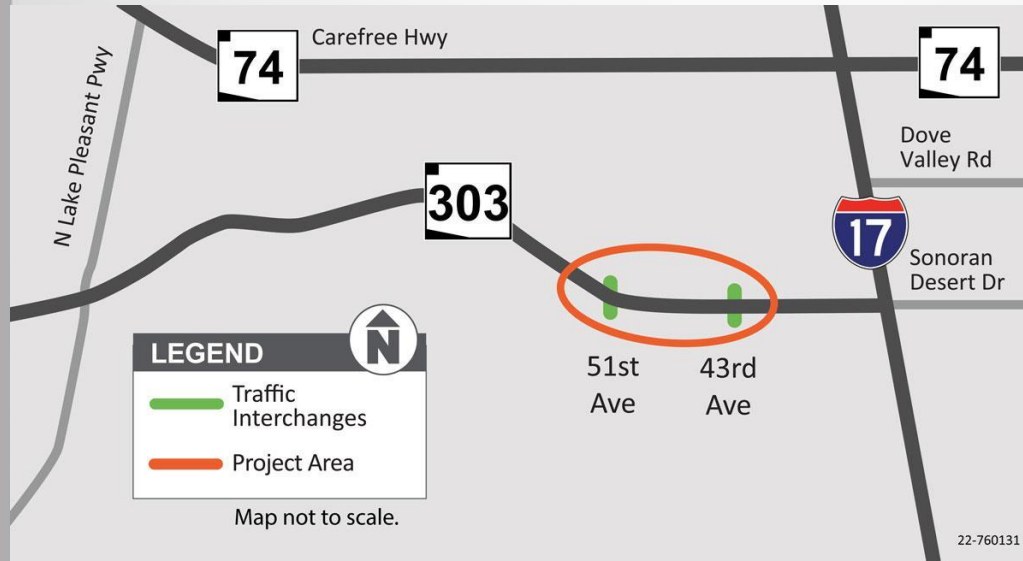 Carefree Hwy
74
74
N Lake Pleasant Pwy
Dove
Valley Rd
303
17
Sonoran
Desert Dr
LEGEND
N
Traffic
Interchanges
Project Area
Map not to scale.
51st
Ave
43rd
Ave
22-760131